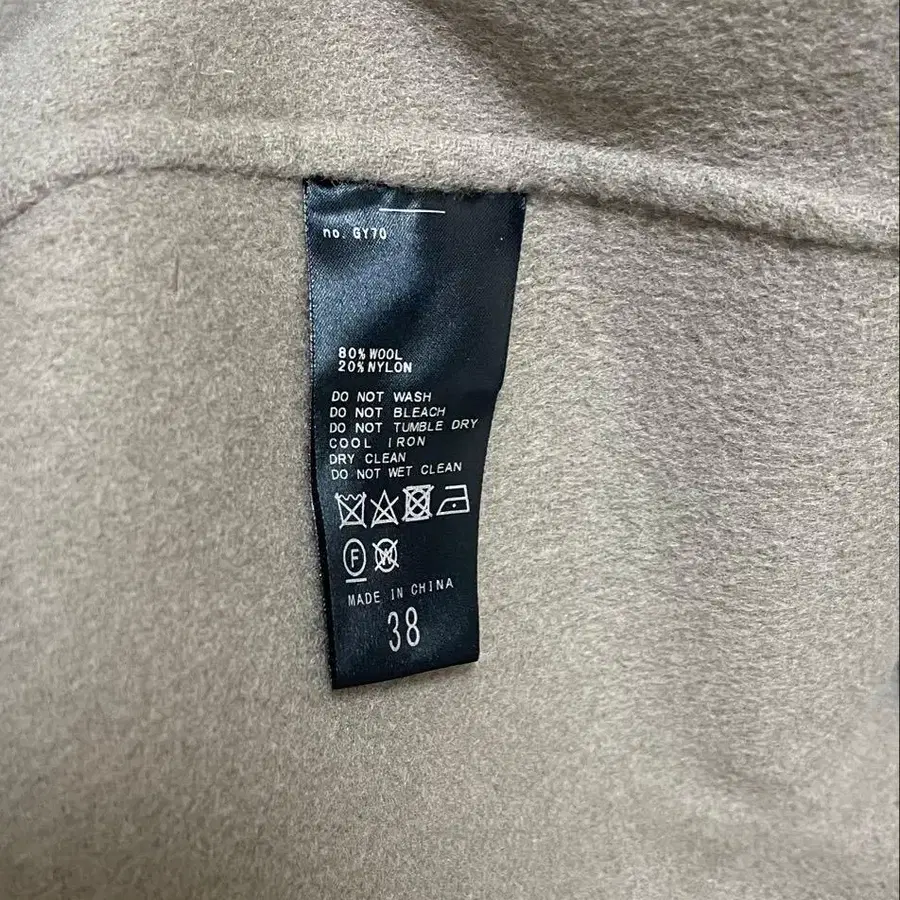 no. GY70
80% WOOL
20% NYLON
DO NOT WASH
DO NOT BLEACH
DO NOT TUMBLE DRY
COOL IRON
DRY CLEAN
DO NOT WET CLEAN
F W
MADE IN CHINA
38